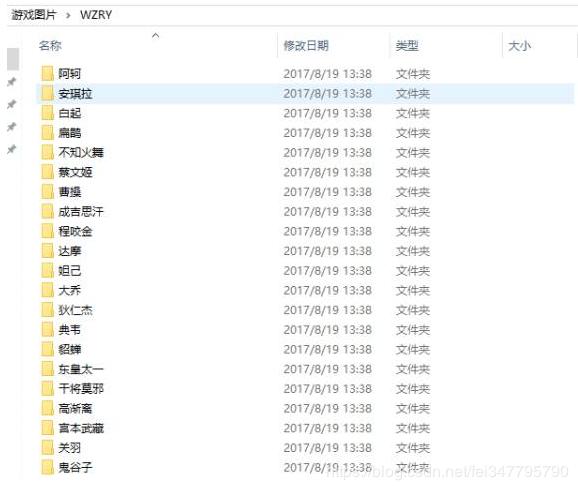 游戏图片 › WZRY
名称 修改日期 类型 大小
阿轲 2017/8/19 13:38 文件夹
安琪拉 2017/8/19 13:38 文件夹
白起 2017/8/19 13:38 文件夹
扁鹊 2017/8/19 13:38 文件夹
不知火舞 2017/8/19 13:38 文件夹
蔡文姬 2017/8/19 13:38 文件夹
曹操 2017/8/19 13:38 文件夹
成吉思汗 2017/8/19 13:38 文件夹
程咬金 2017/8/19 13:38 文件夹
达摩 2017/8/19 13:38 文件夹
妲己 2017/8/19 13:38 文件夹
大乔 2017/8/19 13:38 文件夹
狄仁杰 2017/8/19 13:38 文件夹
典韦 2017/8/19 13:38 文件夹
貂蝉 2017/8/19 13:38 文件夹
东皇太一 2017/8/19 13:38 文件夹
干将莫邪 2017/8/19 13:38 文件夹
高渐离 2017/8/19 13:38 文件夹
宫本武藏 2017/8/19 13:38 文件夹
关羽 2017/8/19 13:38 文件夹
鬼谷子 2017/8/19 13:38 文件夹
https://blog.csdn.net/fei347795790